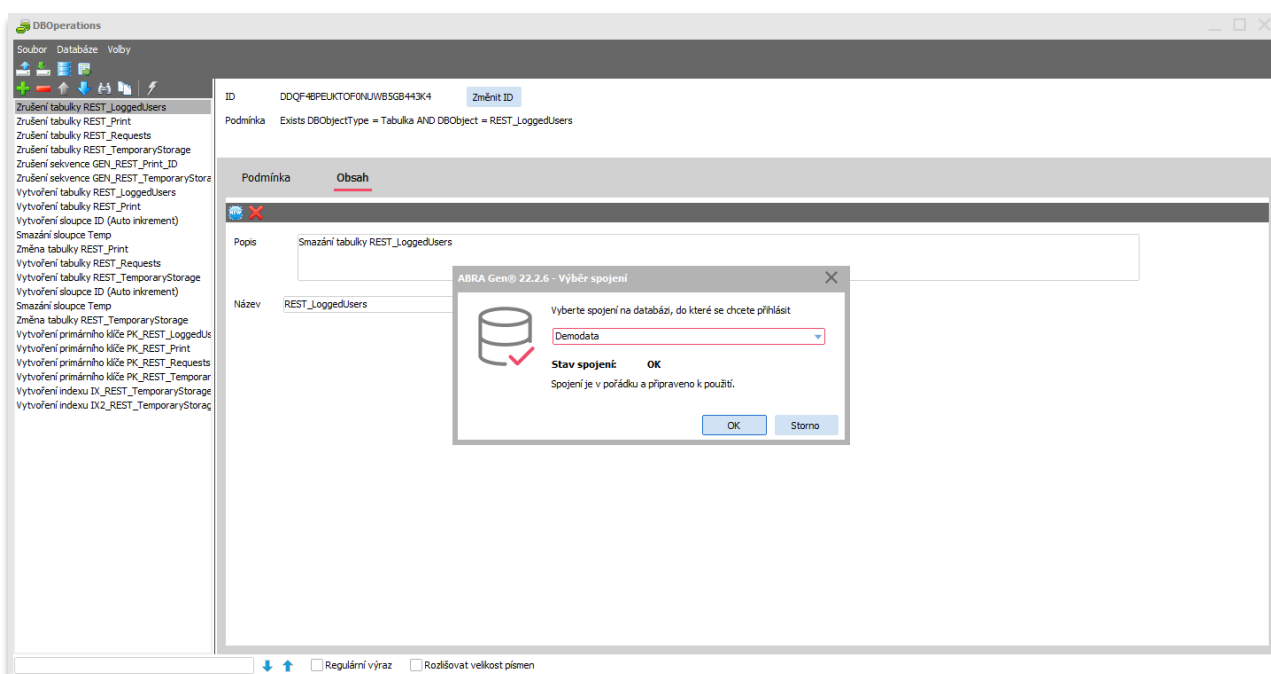 DBOperations
Soubor Databáze Volby
Zrušení tabulky REST_LoggedUsers
Zrušení tabulky REST_Print
Zrušení tabulky REST_Requests
Zrušení tabulky REST_TemporaryStorage
Zrušení sekvence GEN_REST_Print_ID
Zrušení sekvence GEN_REST_TemporaryStora
Vytvoření tabulky REST_LoggedUsers
Vytvoření tabulky REST_Print
Vytvoření sloupce ID (Auto inkrement)
Smazání sloupce Temp
Změna tabulky REST_Print
Vytvoření tabulky REST_Requests
Vytvoření tabulky REST_TemporaryStorage
Vytvoření sloupce ID (Auto inkrement)
Smazání sloupce Temp
Změna tabulky REST_TemporaryStorage
Vytvoření primárního klíče PK_REST_LoggedUs
Vytvoření primárního klíče PK_REST_Print
Vytvoření primárního klíče PK_REST_Requests
Vytvoření primárního klíče PK_REST_Temporar
Vytvoření indexu IX_REST_TemporaryStorage
Vytvoření indexu IX2_REST_TemporaryStorag
ID DDQF4BPEUKTOF0NUWB5GB443K4 Změnit ID
Podmínka Exists DBObjectType = Tabulka AND DBObject = REST_LoggedUsers
Podmínka Obsah
Popis Smazání tabulky REST_LoggedUsers
Název REST_LoggedUsers
ABRA Gen® 22.2.6 - Výběr spojení
Vyberte spojení na databázi, do které se chcete přihlásit
Demodata
Stav spojení: OK
Spojení je v pořádku a připraveno k použití.
OK Storno
Regulární výraz Rozlišovat velikost písmen